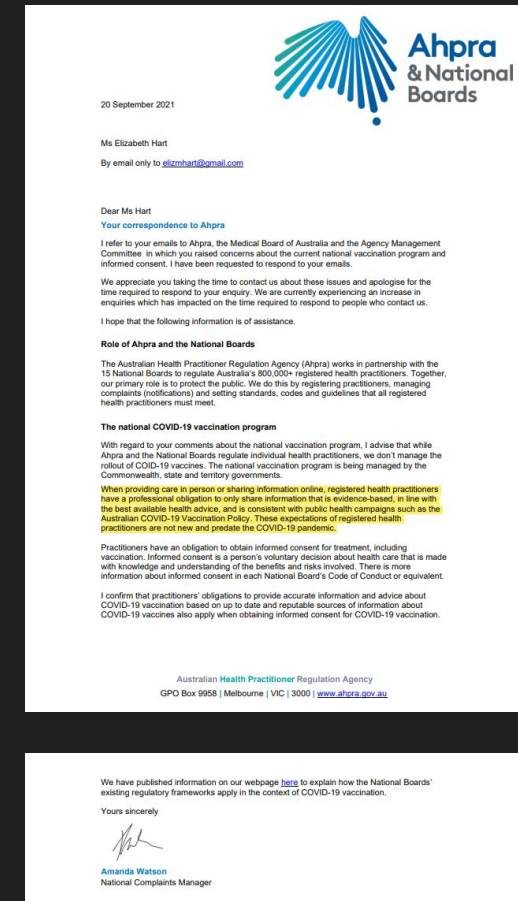 Ahpra
& National
Boards
20 September 2021
Ms Elizabeth Hart
By email only to elizmhart@gmail.com
Dear Ms Hart
Your correspondence to Ahpra
I refer to your emails to Ahpra, the Medical Board of Australia and the Agency Management
Committee in which you raised concerns about the current national vaccination program and
informed consent. I have been requested to respond to your emails.
We appreciate you taking the time to contact us about these issues and apologise for the
time required to respond to your enquiry. We are currently experiencing an increase in
enquiries which has impacted on the time required to respond to people who contact us.
I hope that the following information is of assistance.
Role of Ahpra and the National Boards
The Australian Health Practitioner Regulation Agency (Ahpra) works in partnership with the
15 National Boards to regulate Australia's 800,000+ registered health practitioners. Together,
our primary role is to protect the public. We do this by registering practitioners, managing
complaints (notifications) and setting standards, codes and guidelines that all registered
health practitioners must meet.
The national COVID-19 vaccination program
With regard to your comments about the national vaccination program, I advise that while
Ahpra and the National Boards regulate individual health practitioners, we don't manage the
rollout of COID-19 vaccines. The national vaccination program is being managed by the
Commonwealth, state and territory governments.
When providing care in person or sharing information online, registered health practitioners
have a professional obligation to only share information that is evidence-based, in line with
the best available health advice, and is consistent with public health campaigns such as the
Australian COVID-19 Vaccination Policy. These expectations of registered health
practitioners are not new and predate the COVID-19 pandemic.
Practitioners have an obligation to obtain informed consent for treatment, including
vaccination. Informed consent is a person's voluntary decision about health care that is made
with knowledge and understanding of the benefits and risks involved. There is more
information about informed consent in each National Board's Code of Conduct or equivalent.
I confirm that practitioners' obligations to provide accurate information and advice about
COVID-19 vaccination based on up to date and reputable sources of information about
COVID-19 vaccines also apply when obtaining informed consent for COVID-19 vaccination.
Australian Health Practitioner Regulation Agency
GPO Box 9958 | Melbourne | VIC | 3000 | www.ahpra.gov.au
We have published information on our webpage here to explain how the National Boards'
existing regulatory frameworks apply in the context of COVID-19 vaccination.
Yours sincerely
Amanda Watson
National Complaints Manager